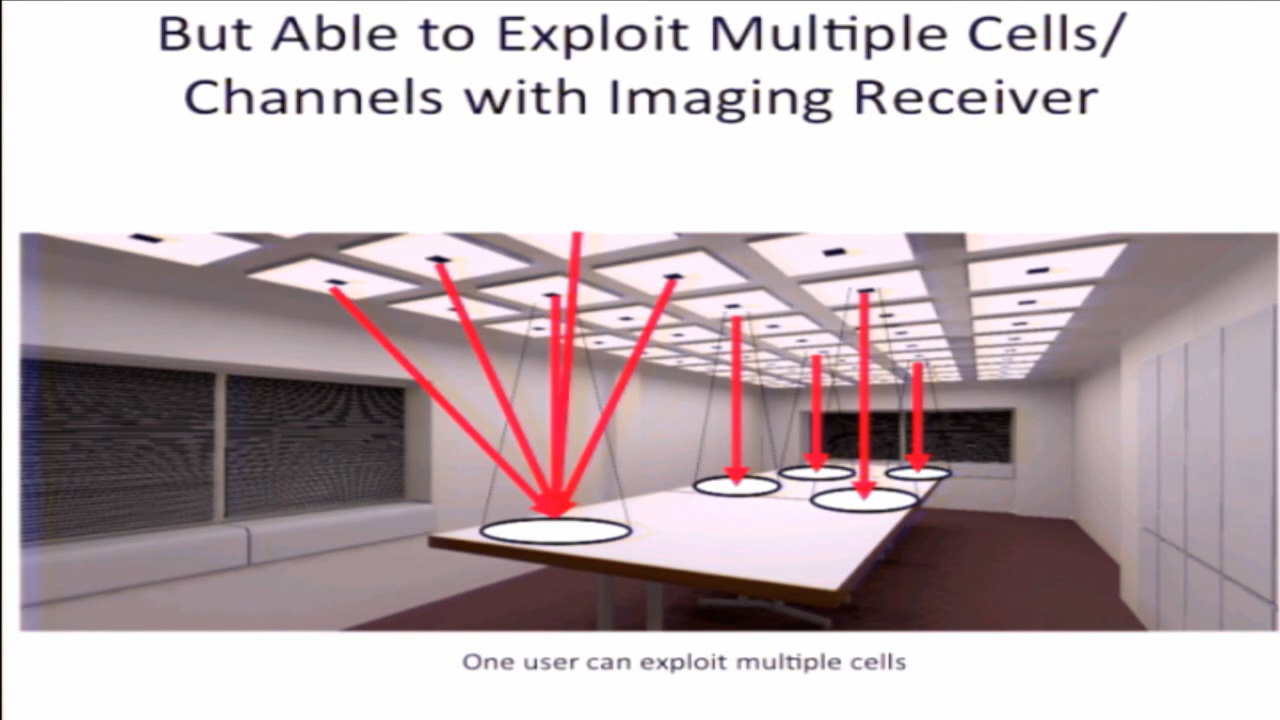 But Able to Exploit Multiple Cells/
Channels with Imaging Receiver
One user can exploit multiple cells